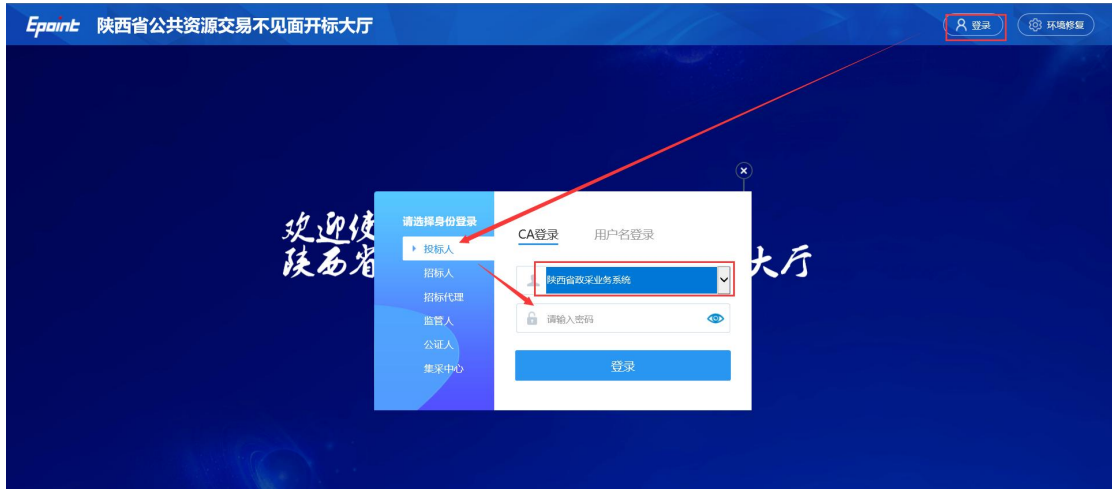 Epoint 陕西省公共资源交易不见面开标大厅
登录
环境修复
欢迎使
陕西省
大厅
请选择身份登录
投标人
招标人
招标代理
监管人
公证人
集采中心
CA登录 用户名登录
陕西省政采业务系统
请输入密码
登录